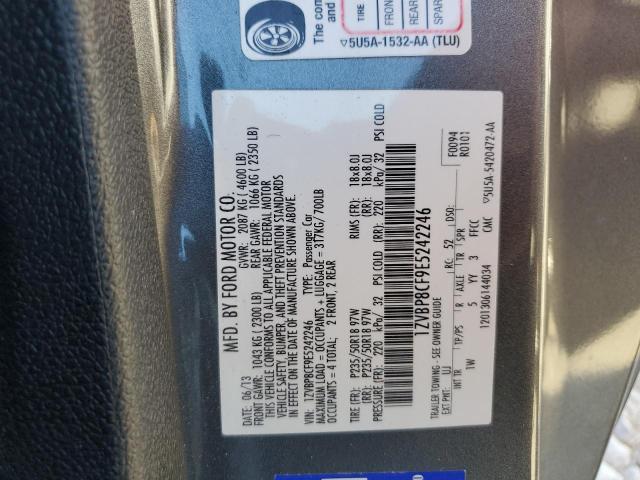 The com
and
TIRE
FRONT
REAR
SPARE
▽5U5A-1532-AA (TLU)
MFD. BY FORD MOTOR CO.
DATE: 06/13 GVWR: 2087 KG ( 4600 LB)
FRONT GAWR: 1043 KG ( 2300 LB) REAR GAWR: 1066 KG ( 2350 LB)
THIS VEHICLE CONFORMS TO ALL APPLICABLE FEDERAL MOTOR
VEHICLE SAFETY, BUMPER, AND THEFT PREVENTION STANDARDS
IN EFFECT ON THE DATE OF MANUFACTURE SHOWN ABOVE
VIN: 1ZVBP8CF9E5242246 TYPE: Passenger Car
MAXIMUM LOAD = OCCUPANTS + LUGGAGE = 317KG/ 700LB
OCCUPANTS = 4 TOTAL: 2 FRONT, 2 REAR
TIRE (FR): P235/50R18 97W RIMS (FR): 18x8.0J
TIRE (RR): P235/50R18 97W (RR): 18x8.0J
PRESSURE (FR): 220 kPa/ 32 PSI COLD (RR): 220 kPa/ 32 PSI COLD
1ZVBP8CF9E5242246
TRAILER TOWING - SEE OWNER GUIDE F0094
EXT PNT: UJ RC: 52 DSO: R0101
INT TR TP/PS R AXLE TR SPR
1W 5 YY 3 FFCC
1201306144034 CMC ▽5U5A-5420472-AA